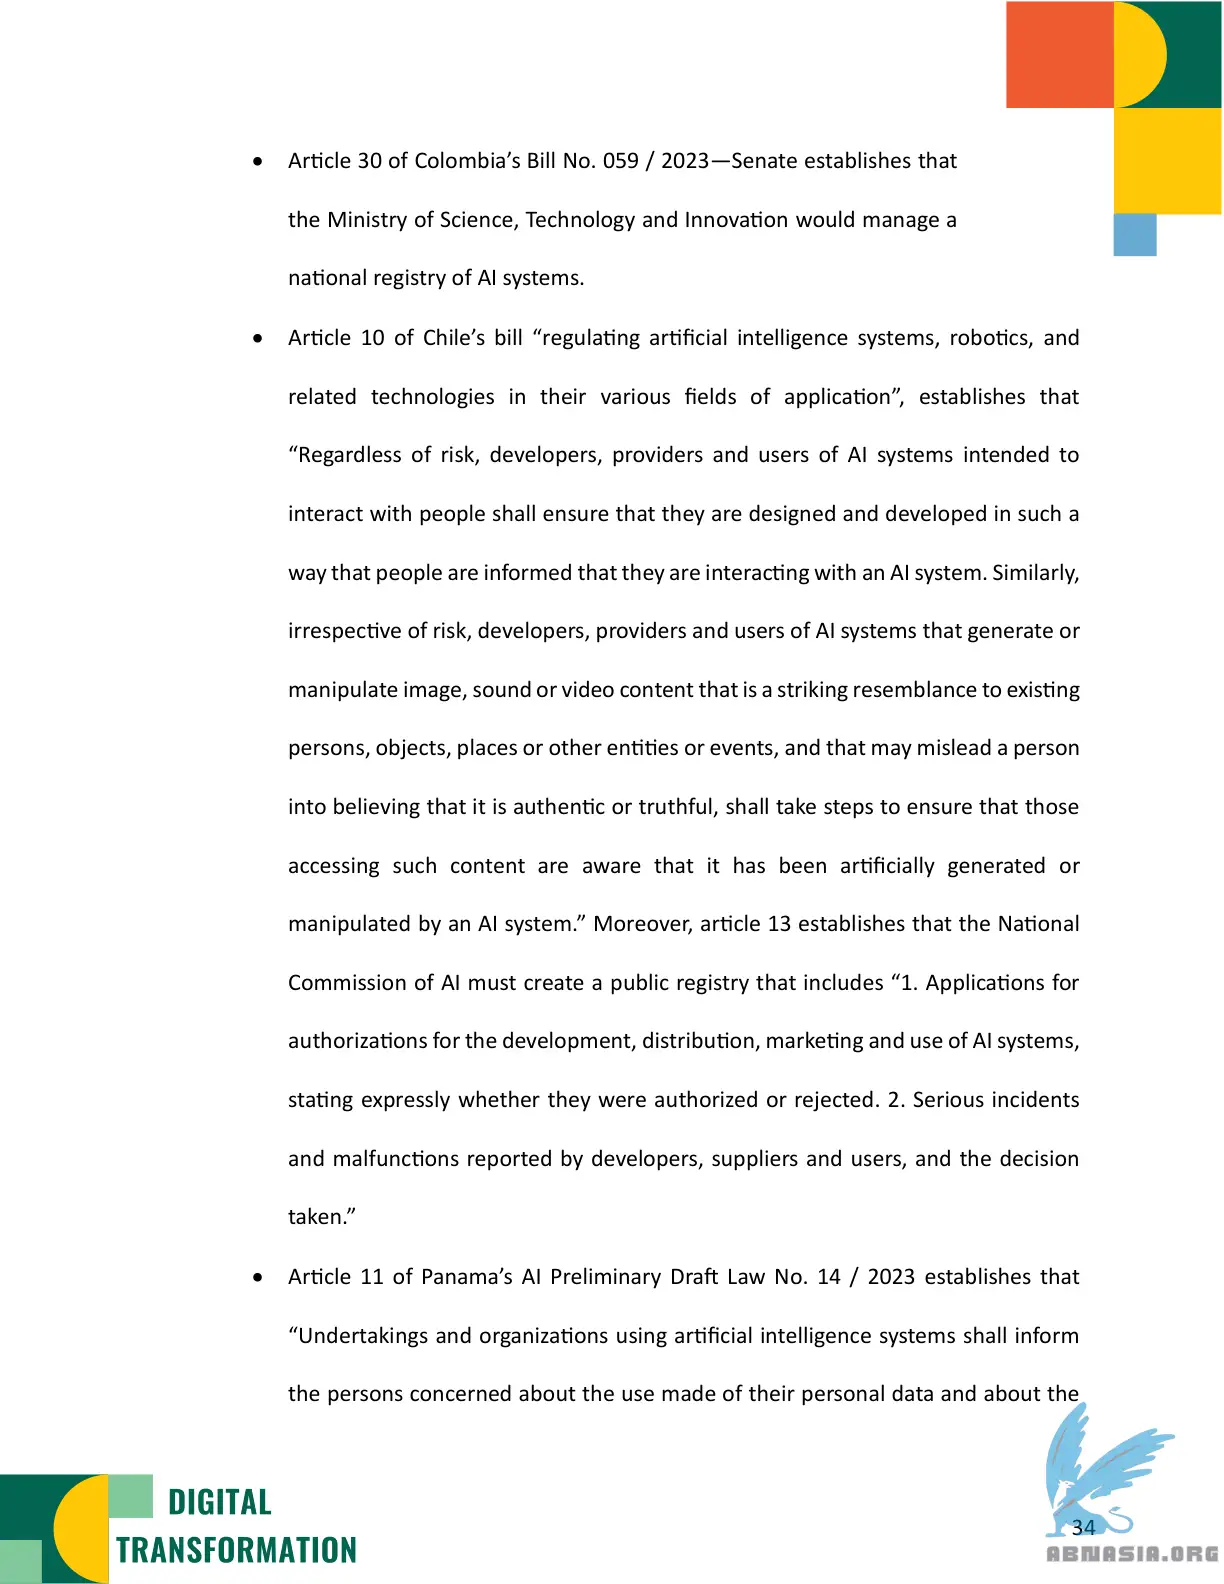 • Article 30 of Colombia’s Bill No. 059 / 2023—Senate establishes that
the Ministry of Science, Technology and Innovation would manage a
national registry of AI systems.
• Article 10 of Chile’s bill “regulating artificial intelligence systems, robotics, and
related technologies in their various fields of application”, establishes that
“Regardless of risk, developers, providers and users of AI systems intended to
interact with people shall ensure that they are designed and developed in such a
way that people are informed that they are interacting with an AI system. Similarly,
irrespective of risk, developers, providers and users of AI systems that generate or
manipulate image, sound or video content that is a striking resemblance to existing
persons, objects, places or other entities or events, and that may mislead a person
into believing that it is authentic or truthful, shall take steps to ensure that those
accessing such content are aware that it has been artificially generated or
manipulated by an AI system.” Moreover, article 13 establishes that the National
Commission of AI must create a public registry that includes “1. Applications for
authorizations for the development, distribution, marketing and use of AI systems,
stating expressly whether they were authorized or rejected. 2. Serious incidents
and malfunctions reported by developers, suppliers and users, and the decision
taken.”
• Article 11 of Panama’s AI Preliminary Draft Law No. 14 / 2023 establishes that
“Undertakings and organizations using artificial intelligence systems shall inform
the persons concerned about the use made of their personal data and about the
DIGITAL
TRANSFORMATION
34
ABNASIA.ORG